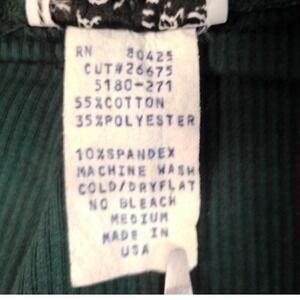 RN 80425
CUT#26675
5180-271
55%COTTON
35%POLYESTER
10%SPANDEX
MACHINE WASH
COLD/DRYFLAT
NO BLEACH
MEDIUM
MADE IN
USA